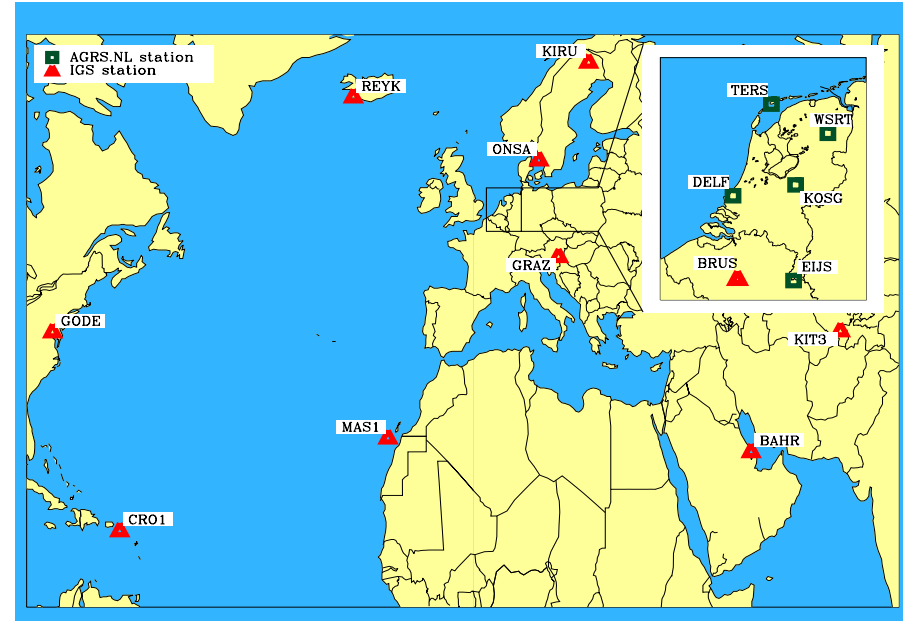 AGRS.NL station
IGS station
KIRU
REYK
TERS
WSRT
ONSA
DELF
KOSG
GRAZ
BRUS
EIJS
GODE
KIT3
MAS1
BAHR
CRO1